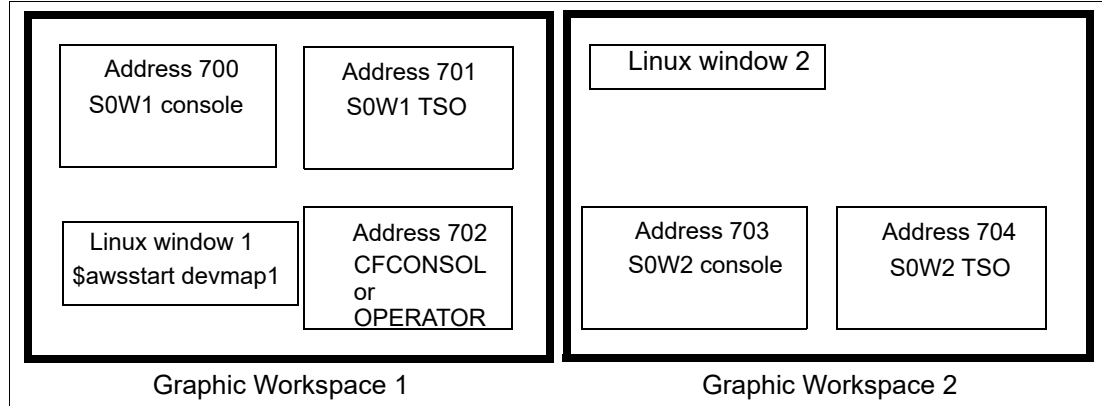 Address 700
S0W1 console
Address 701
S0W1 TSO
Linux window 1
$awsstart devmap1
Address 702
CFCONSOL
or
OPERATOR
Graphic Workspace 1
Linux window 2
Address 703
S0W2 console
Address 704
S0W2 TSO
Graphic Workspace 2